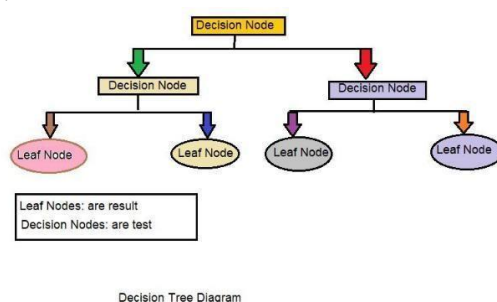 Decision Node
Decision Node
Decision Node
Leaf Node
Leaf Node
Leaf Node
Leaf Node
Leaf Nodes: are result
Decision Nodes: are test
Decision Tree Diagram